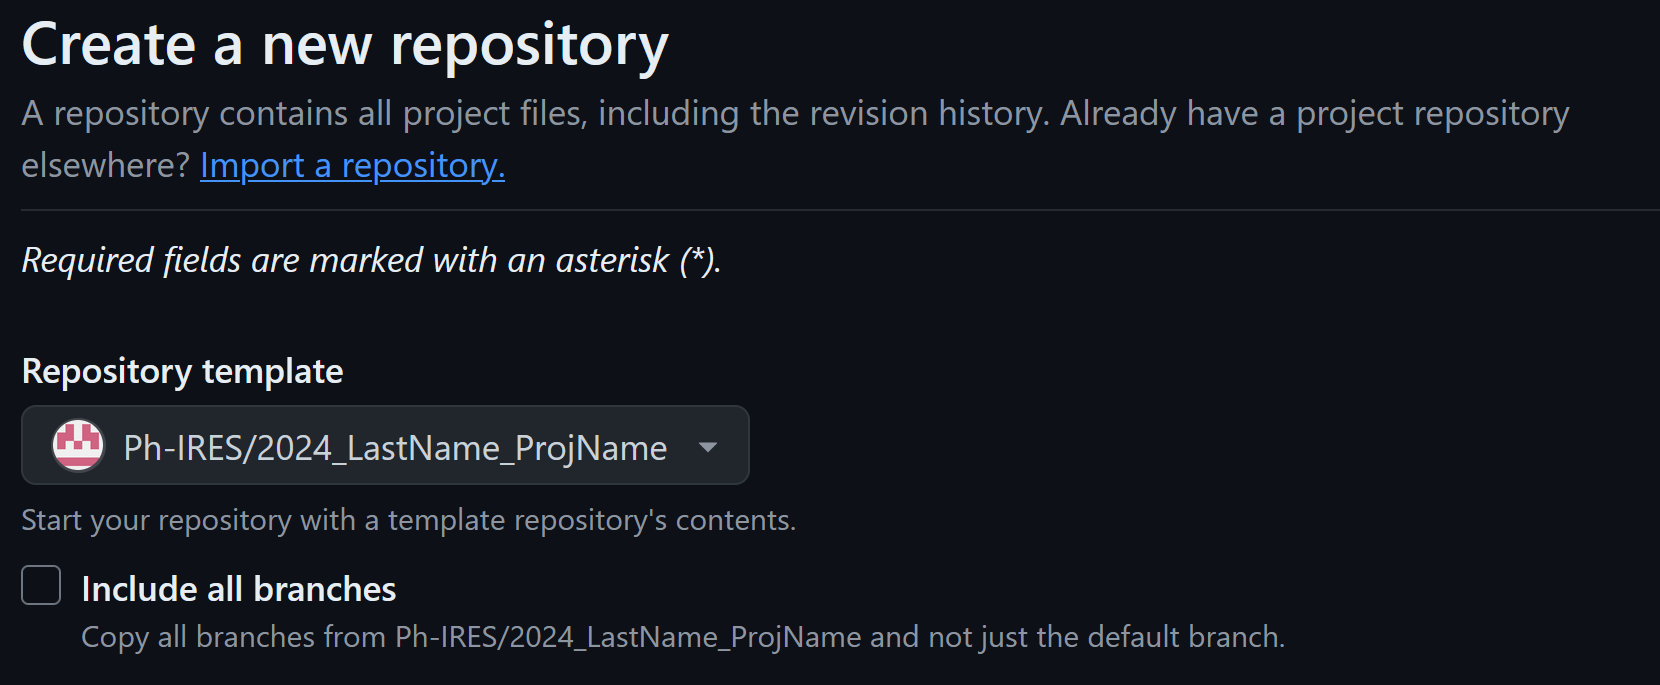 Create a new repository
A repository contains all project files, including the revision history. Already have a project repository
elsewhere? Import a repository.
Required fields are marked with an asterisk (*).
Repository template
Ph-IRES/2024_LastName_ProjName
Start your repository with a template repository's contents.
Include all branches
Copy all branches from Ph-IRES/2024_LastName_ProjName and not just the default branch.